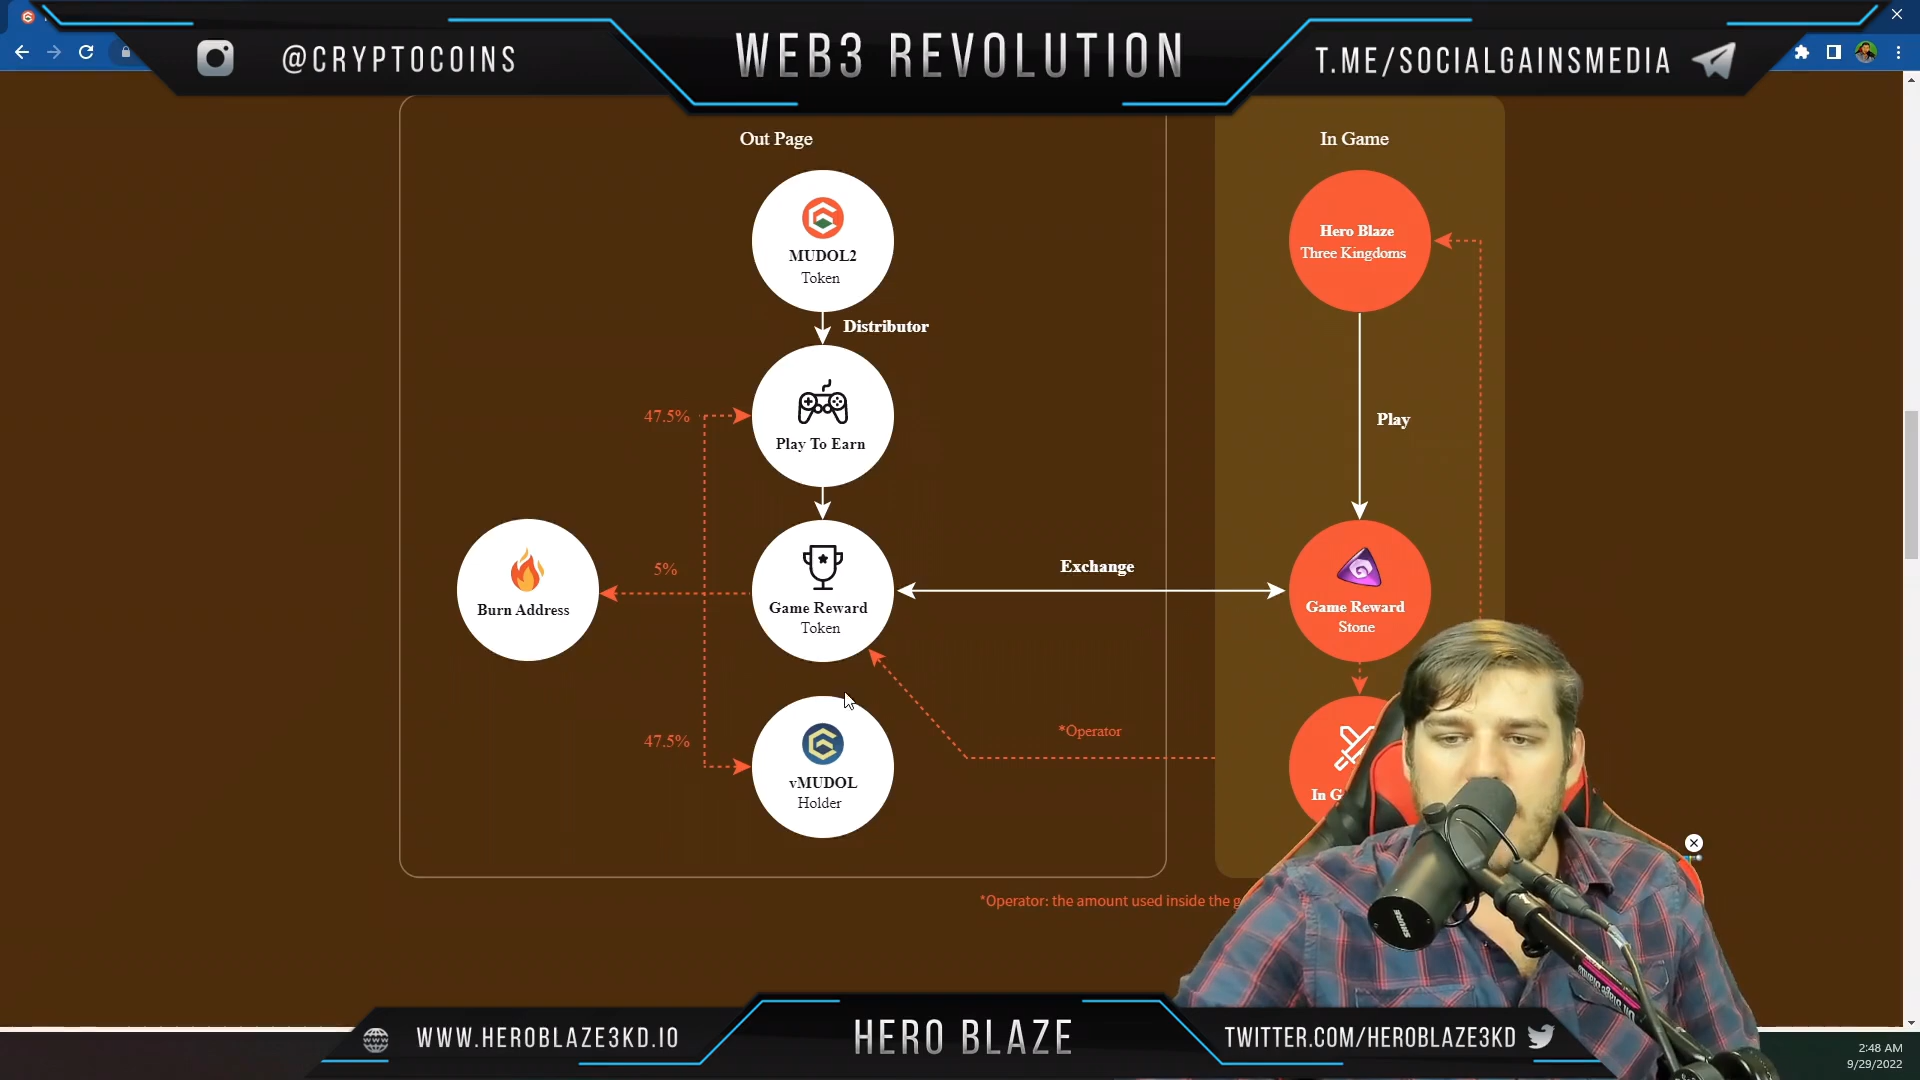 @CRYPTOCOINS
WEB3 REVOLUTION
T.ME/SOCIALGAINSMEDIA
Out Page
In Game
MUDOL2
Token
Hero Blaze
Three Kingdoms
Distributor
47.5%
Play To Earn
Play
5%
Exchange
Burn Address
Game Reward
Token
Game Reward
Stone
47.5%
*Operator
vMUDOL
Holder
In G
*Operator: the amount used inside the g
SHURE
WWW.HEROBLAZE3KD.IO
HERO BLAZE
TWITTER.COM/HEROBLAZE3KD
2:48 AM
9/29/2022